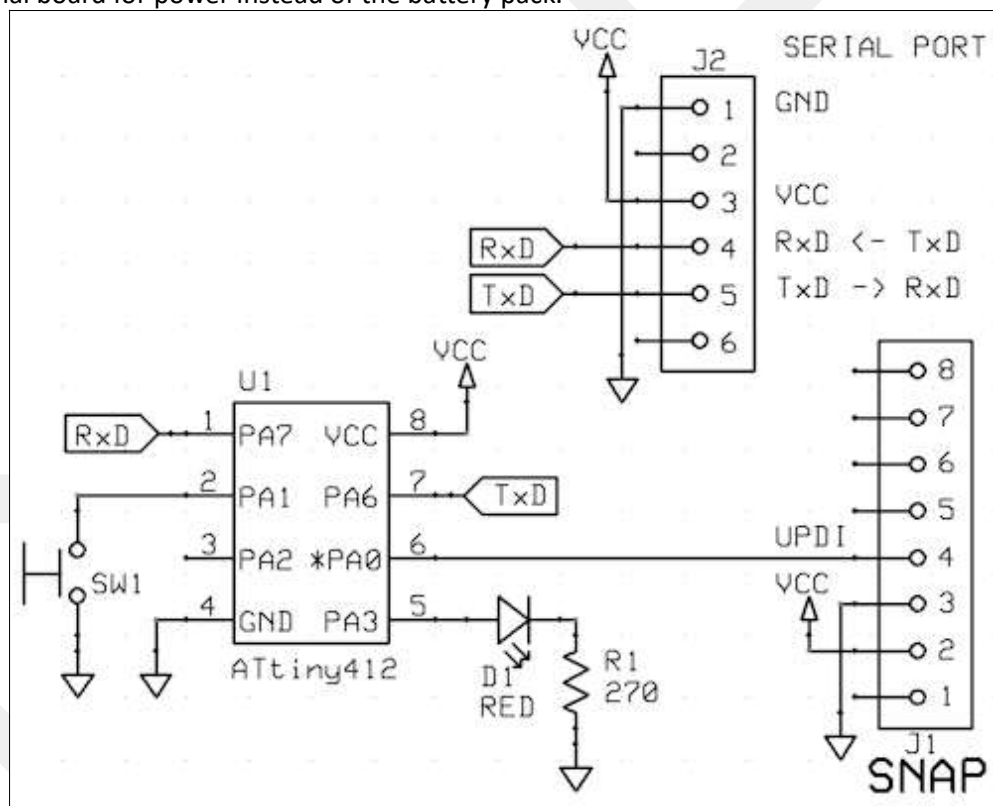 ial board for power instead of the battery pack.
VCC
SERIAL PORT
J2
1 GND
2
3 VCC
RxD 4 RxD <- TxD
TxD 5 TxD -> RxD
6
VCC
U1
8
RxD 1 PA7 VCC 8
7
2 PA1 PA6 7 TxD
6
5
3 PA2 *PA0 6 UPDI 4
SW1
VCC
4 GND PA3 5
3
ATtiny412
2
D1
RED
R1
270
1
J1
SNAP